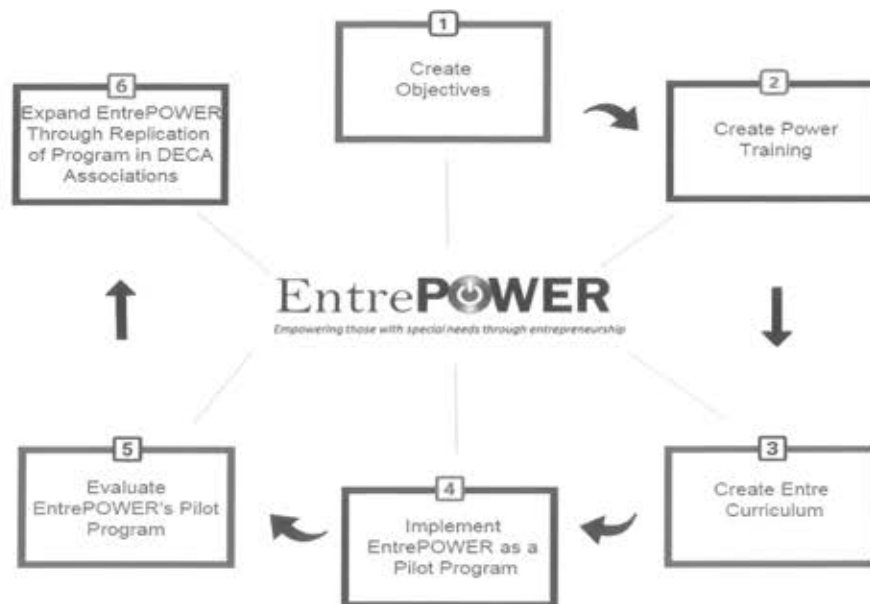 1
Create
Objectives
2
Create Power
Training
3
Create Entre
Curriculum
4
Implement
EntrePOWER as a
Pilot Program
5
Evaluate
EntrePOWER's Pilot
Program
6
Expand EntrePOWER
Through Replication
of Program in DECA
Associations
EntrePOWER
Empowering those with special needs through entrepreneurship